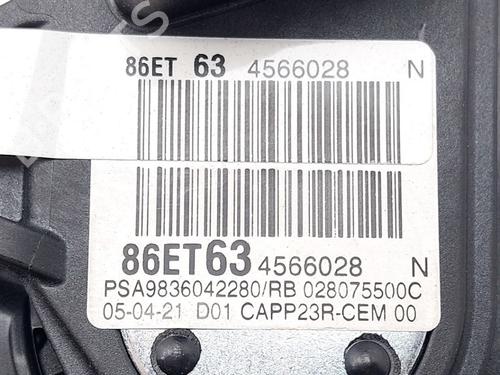 86ET 63 4566028 N
86ET63 4566028 N
PSA9836042280/RB 028075500C
05-04-21 D01 CAPP23R-CEM 00